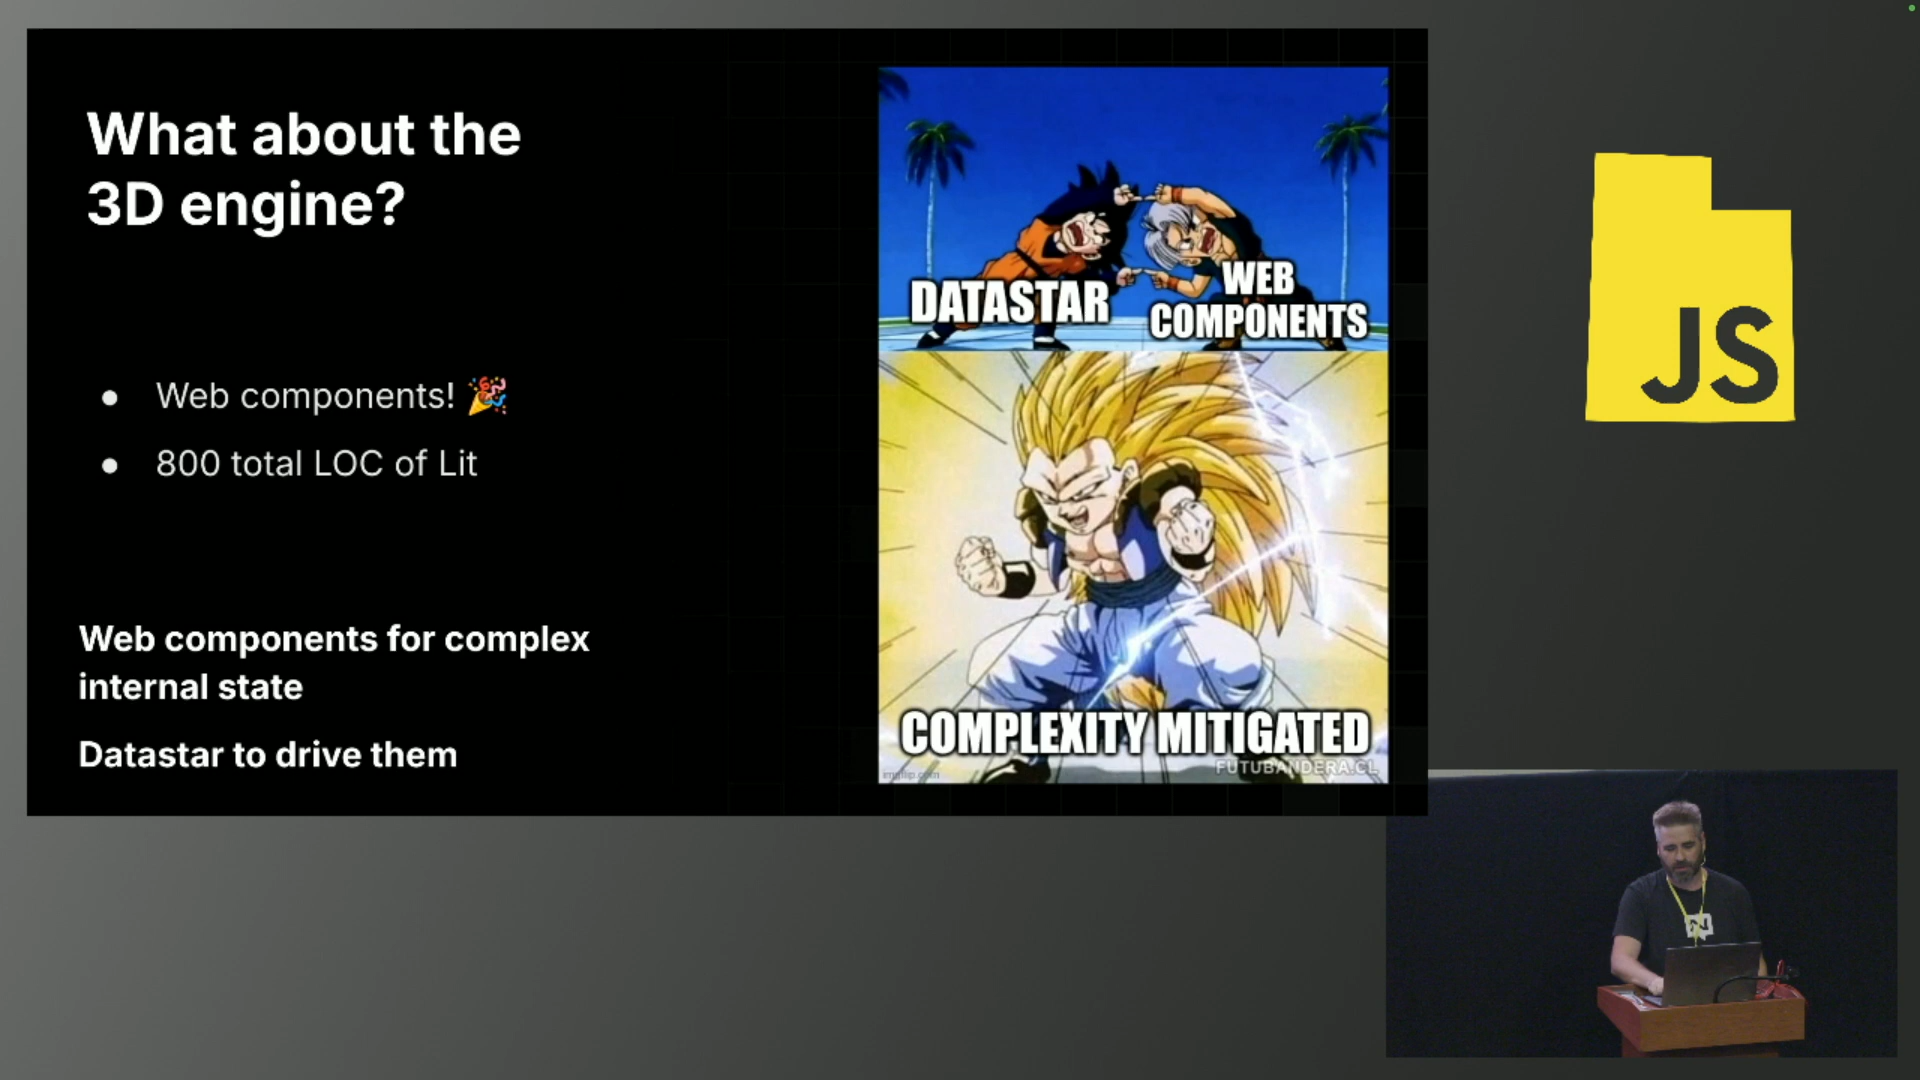 What about the
3D engine?
● Web components! 🎉
● 800 total LOC of Lit
Web components for complex
internal state
Datastar to drive them
DATASTAR
WEB
COMPONENTS
COMPLEXITY MITIGATED
imgflip.com
FUTUBANDERA.CL
JS